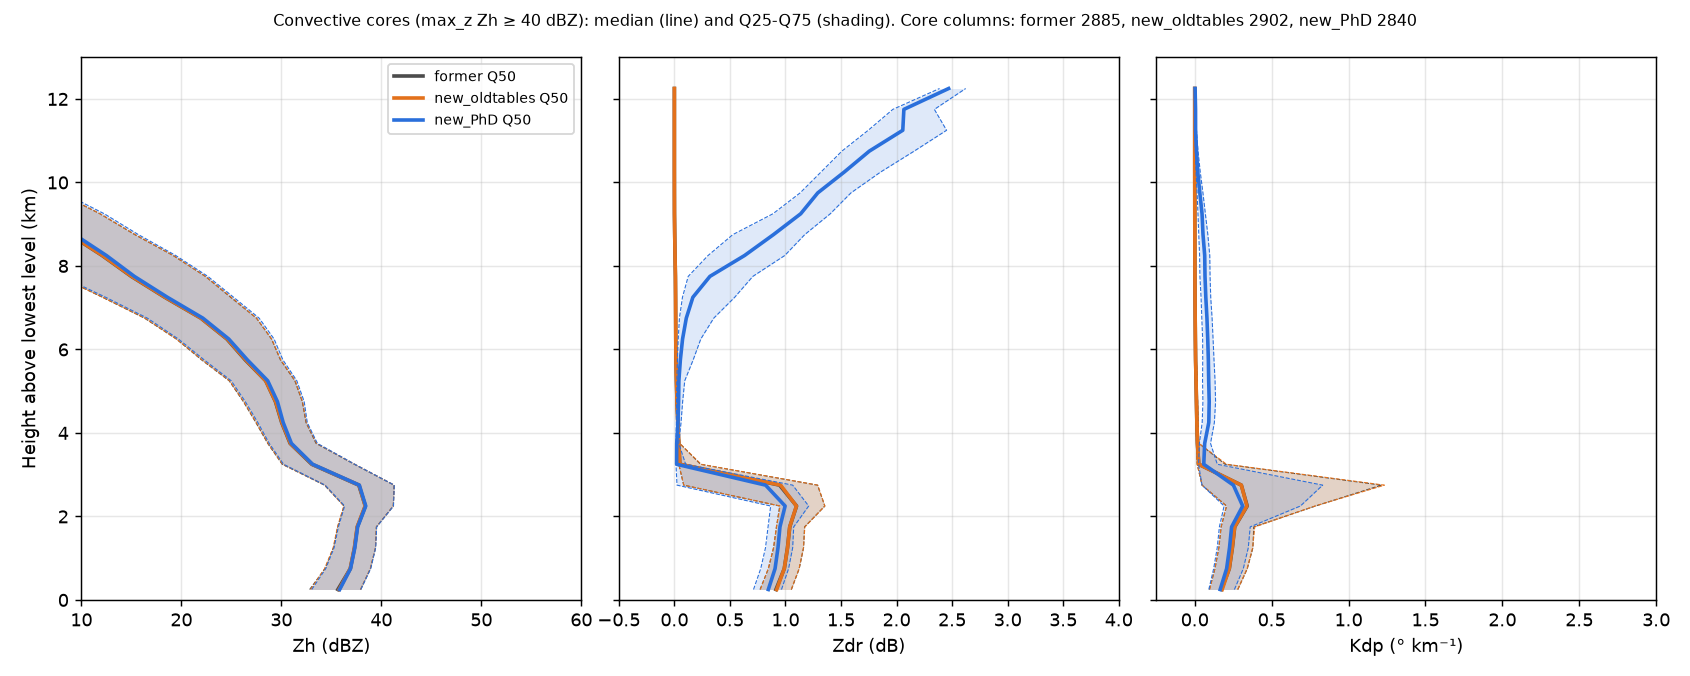 Convective cores (max_z Zh ≥ 40 dBZ): median (line) and Q25-Q75 (shading). Core columns: former 2885, new_oldtables 2902, new_PhD 2840
former Q50
new_oldtables Q50
new_PhD Q50
Height above lowest level (km)
12
10
8
6
4
2
0
10 20 30 40 50 60
Zh (dBZ)
−0.5 0.0 0.5 1.0 1.5 2.0 2.5 3.0 3.5 4.0
Zdr (dB)
0.0 0.5 1.0 1.5 2.0 2.5 3.0
Kdp (° km⁻¹)